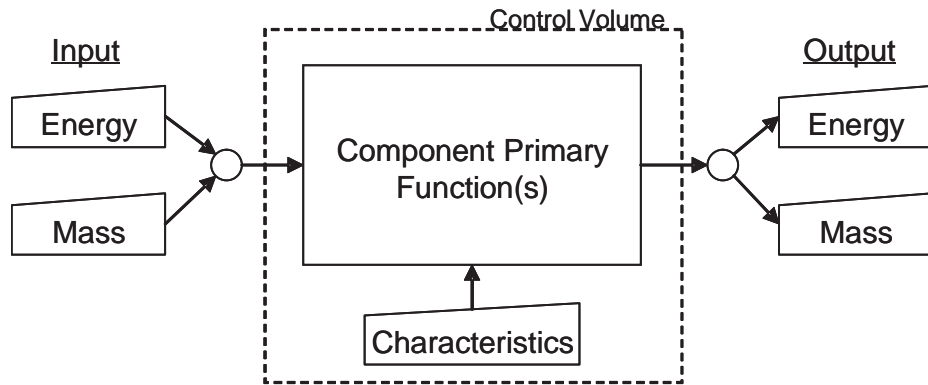 Control Volume
Input
Output
Energy
Component Primary
Function(s)
Energy
Mass
Mass
Characteristics